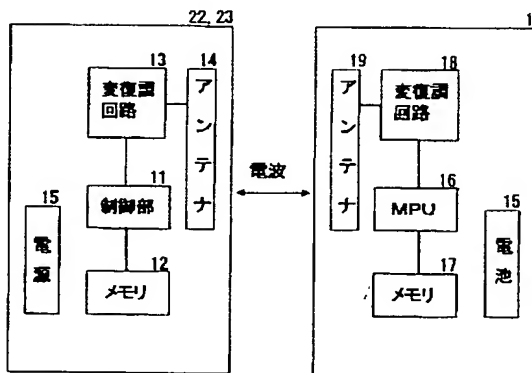 22, 23
13
変復調
回路
14
アンテナ
11
制御部
15
電源
12
メモリ
電波
1
19
アンテナ
18
変復調
回路
16
MPU
15
電池
17
メモリ